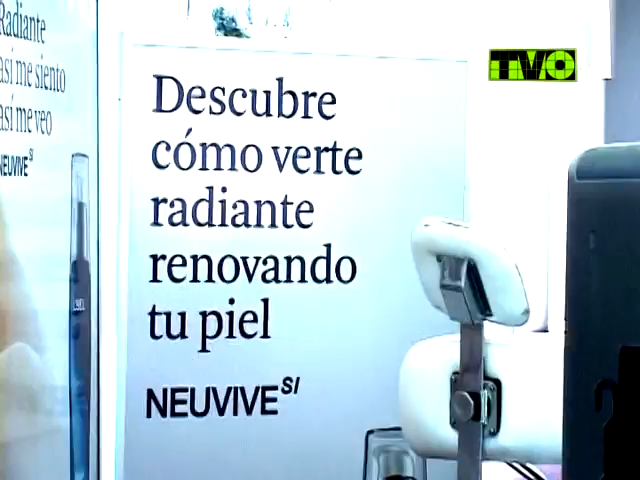 Radiante
así me siento
así me veo
NEUVIVE SI
Descubre
cómo verte
radiante
renovando
tu piel
NEUVIVE SI
TVO